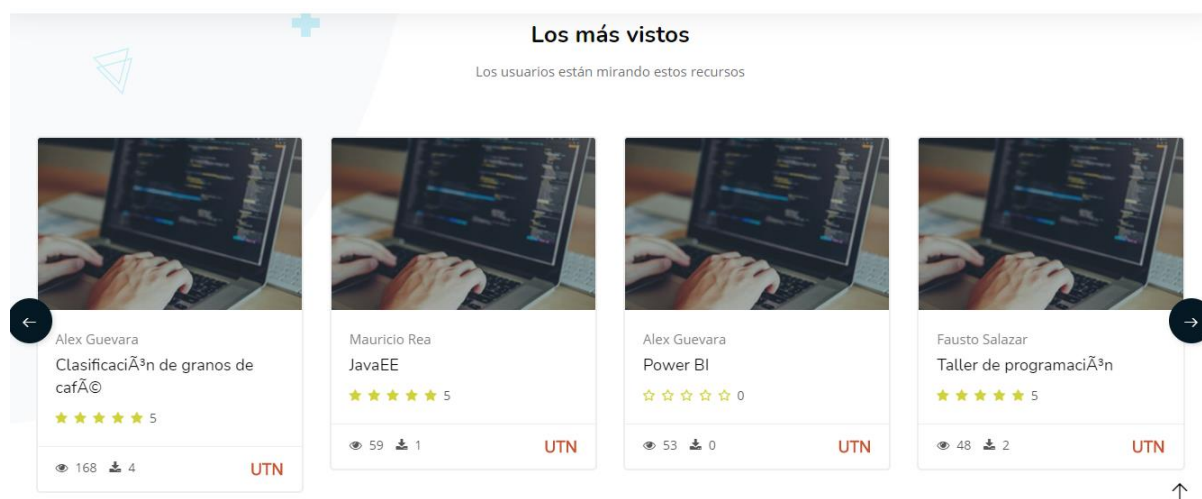 Los más vistos
Los usuarios están mirando estos recursos
Alex Guevara
ClasificaciÃ³n de granos de
cafÃ©
5
168 4 UTN
Mauricio Rea
JavaEE
5
59 1 UTN
Alex Guevara
Power BI
0
53 0 UTN
Fausto Salazar
Taller de programaciÃ³n
5
48 2 UTN